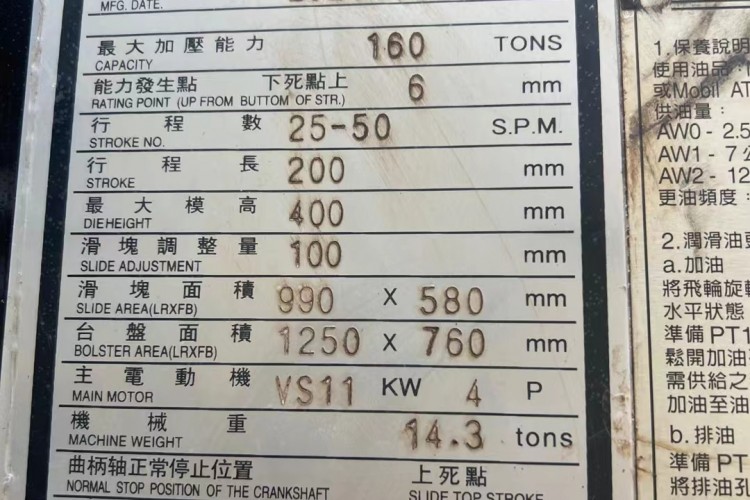 MFG. DATE.
最大加壓能力 160 TONS
CAPACITY
能力發生點 下死點上 6 mm
RATING POINT (UP FROM BUTTOM OF STR.)
行程數 25-50 S.P.M.
STROKE NO.
行程長 200 mm
STROKE
最大模高 400 mm
DIEHEIGHT
滑塊調整量 100 mm
SLIDE ADJUSTMENT
滑塊面積 990 X 580 mm
SLIDE AREA(LRXFB)
台盤面積 1250 X 760 mm
BOLSTER AREA(LRXFB)
主電動機 VS11 KW 4 P
MAIN MOTOR
機械重 14.3 tons
MACHINE WEIGHT
曲柄轴正常停止位置 上死點
NORMAL STOP POSITION OF THE CRANKSHAFT SLIDE TOP STROKE
1.保養說明
使用油品:
或Mobil AT
供油量:
AW0 - 2.5
AW1 - 7公
AW2 - 12
更油頻度:
2.潤滑油
a.加油
將飛輪旋轉
水平狀態
準備PT1
鬆開加油
需供給之
加油至油
b.排油
準備PT
將排油孔